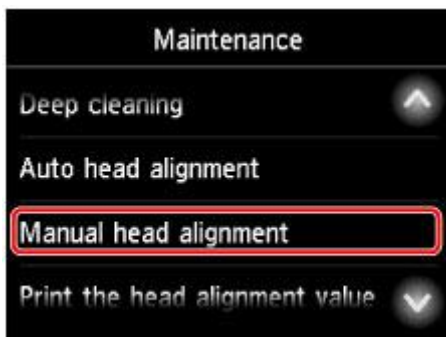 Maintenance
Deep cleaning
Auto head alignment
Manual head alignment
Print the head alignment value